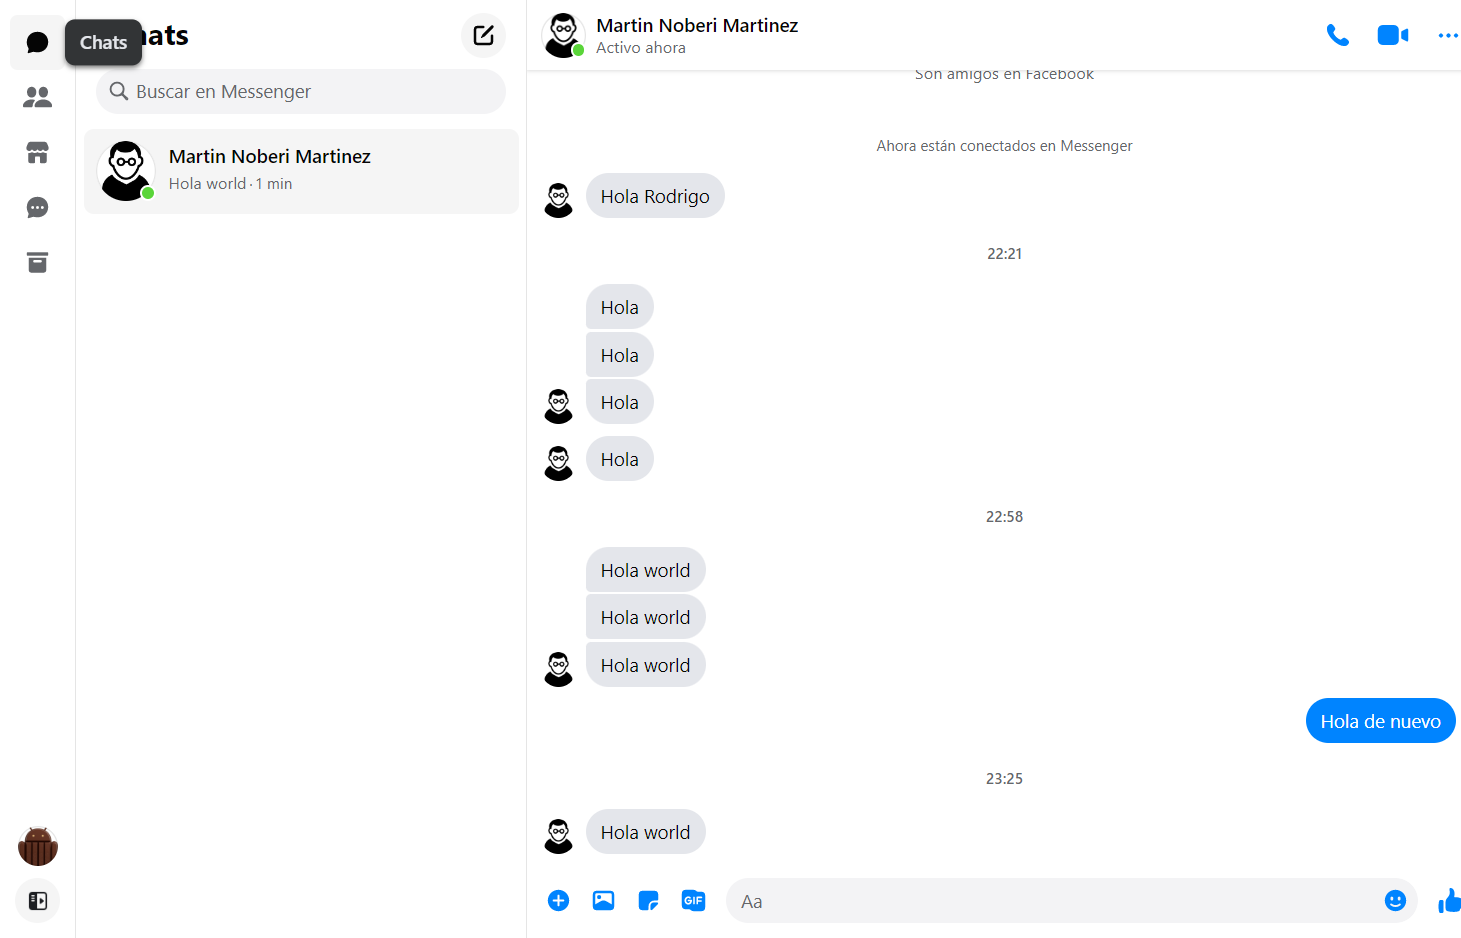 Chats
hats
Buscar en Messenger
Martin Noberi Martinez
Hola world · 1 min
Martin Noberi Martinez
Activo ahora
Son amigos en Facebook
Ahora están conectados en Messenger
Hola Rodrigo
22:21
Hola
Hola
Hola
Hola
22:58
Hola world
Hola world
Hola world
Hola de nuevo
23:25
Hola world
GIF
Aa